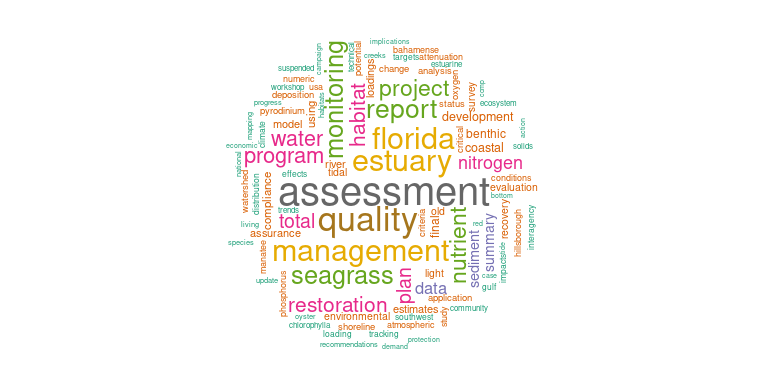 implications
bahamense
campaign
monitoring
technical
potential
creeks
targets
attenuation
estuarine
suspended
loadings
change
analysis
oxygen
numeric
workshop
usa
habitat
project
survey
comp
deposition
habitats
report
status
ecosystem
progress
pyrodinium
using
development
mapping
climate
model
water
florida
critical
benthic
action
economic
program
estuary
coastal
solids
national
river
tidal
nitrogen
watershed
distribution
compliance
effects
assessment
conditions
evaluation
bottom
living
trends
total
quality
criteria
final
old
nutrient
red
summary
recovery
hillsborough
interagency
assurance
species
manatee
management
sediment
impacts
side
update
phosphorus
seagrass
plan
light
data
case
gulf
restoration
application
oyster
environmental
estimates
southwest
study
community
chlorophylla
shoreline
atmospheric
loading
tracking
protection
recommendations
demand